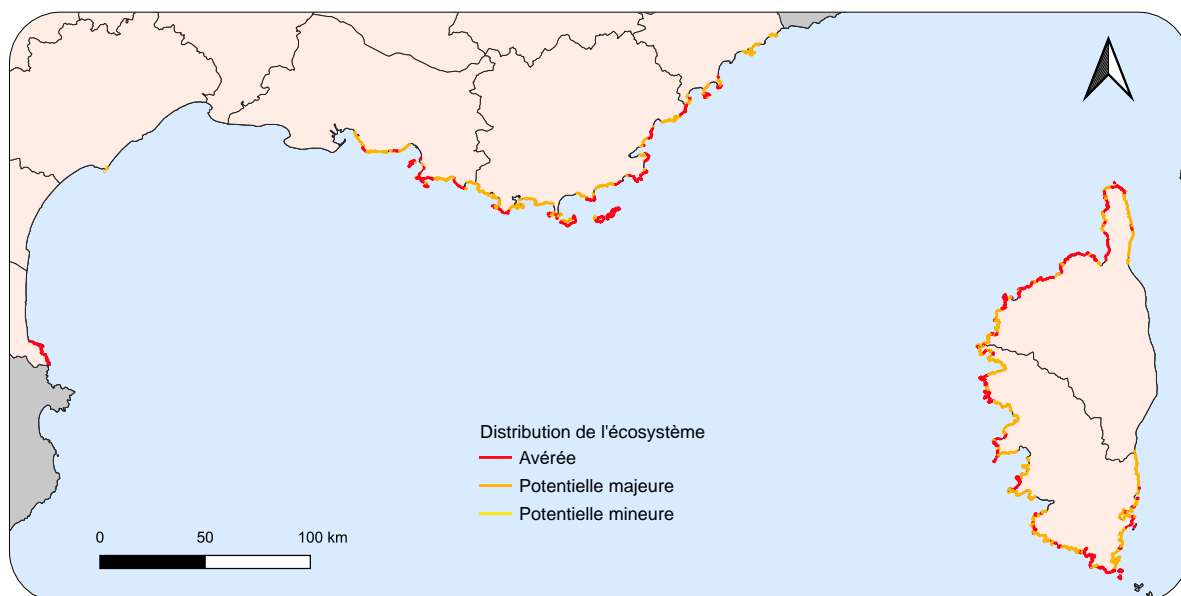 Distribution de l'écosystème
Avérée
Potentielle majeure
Potentielle mineure
0 50 100 km